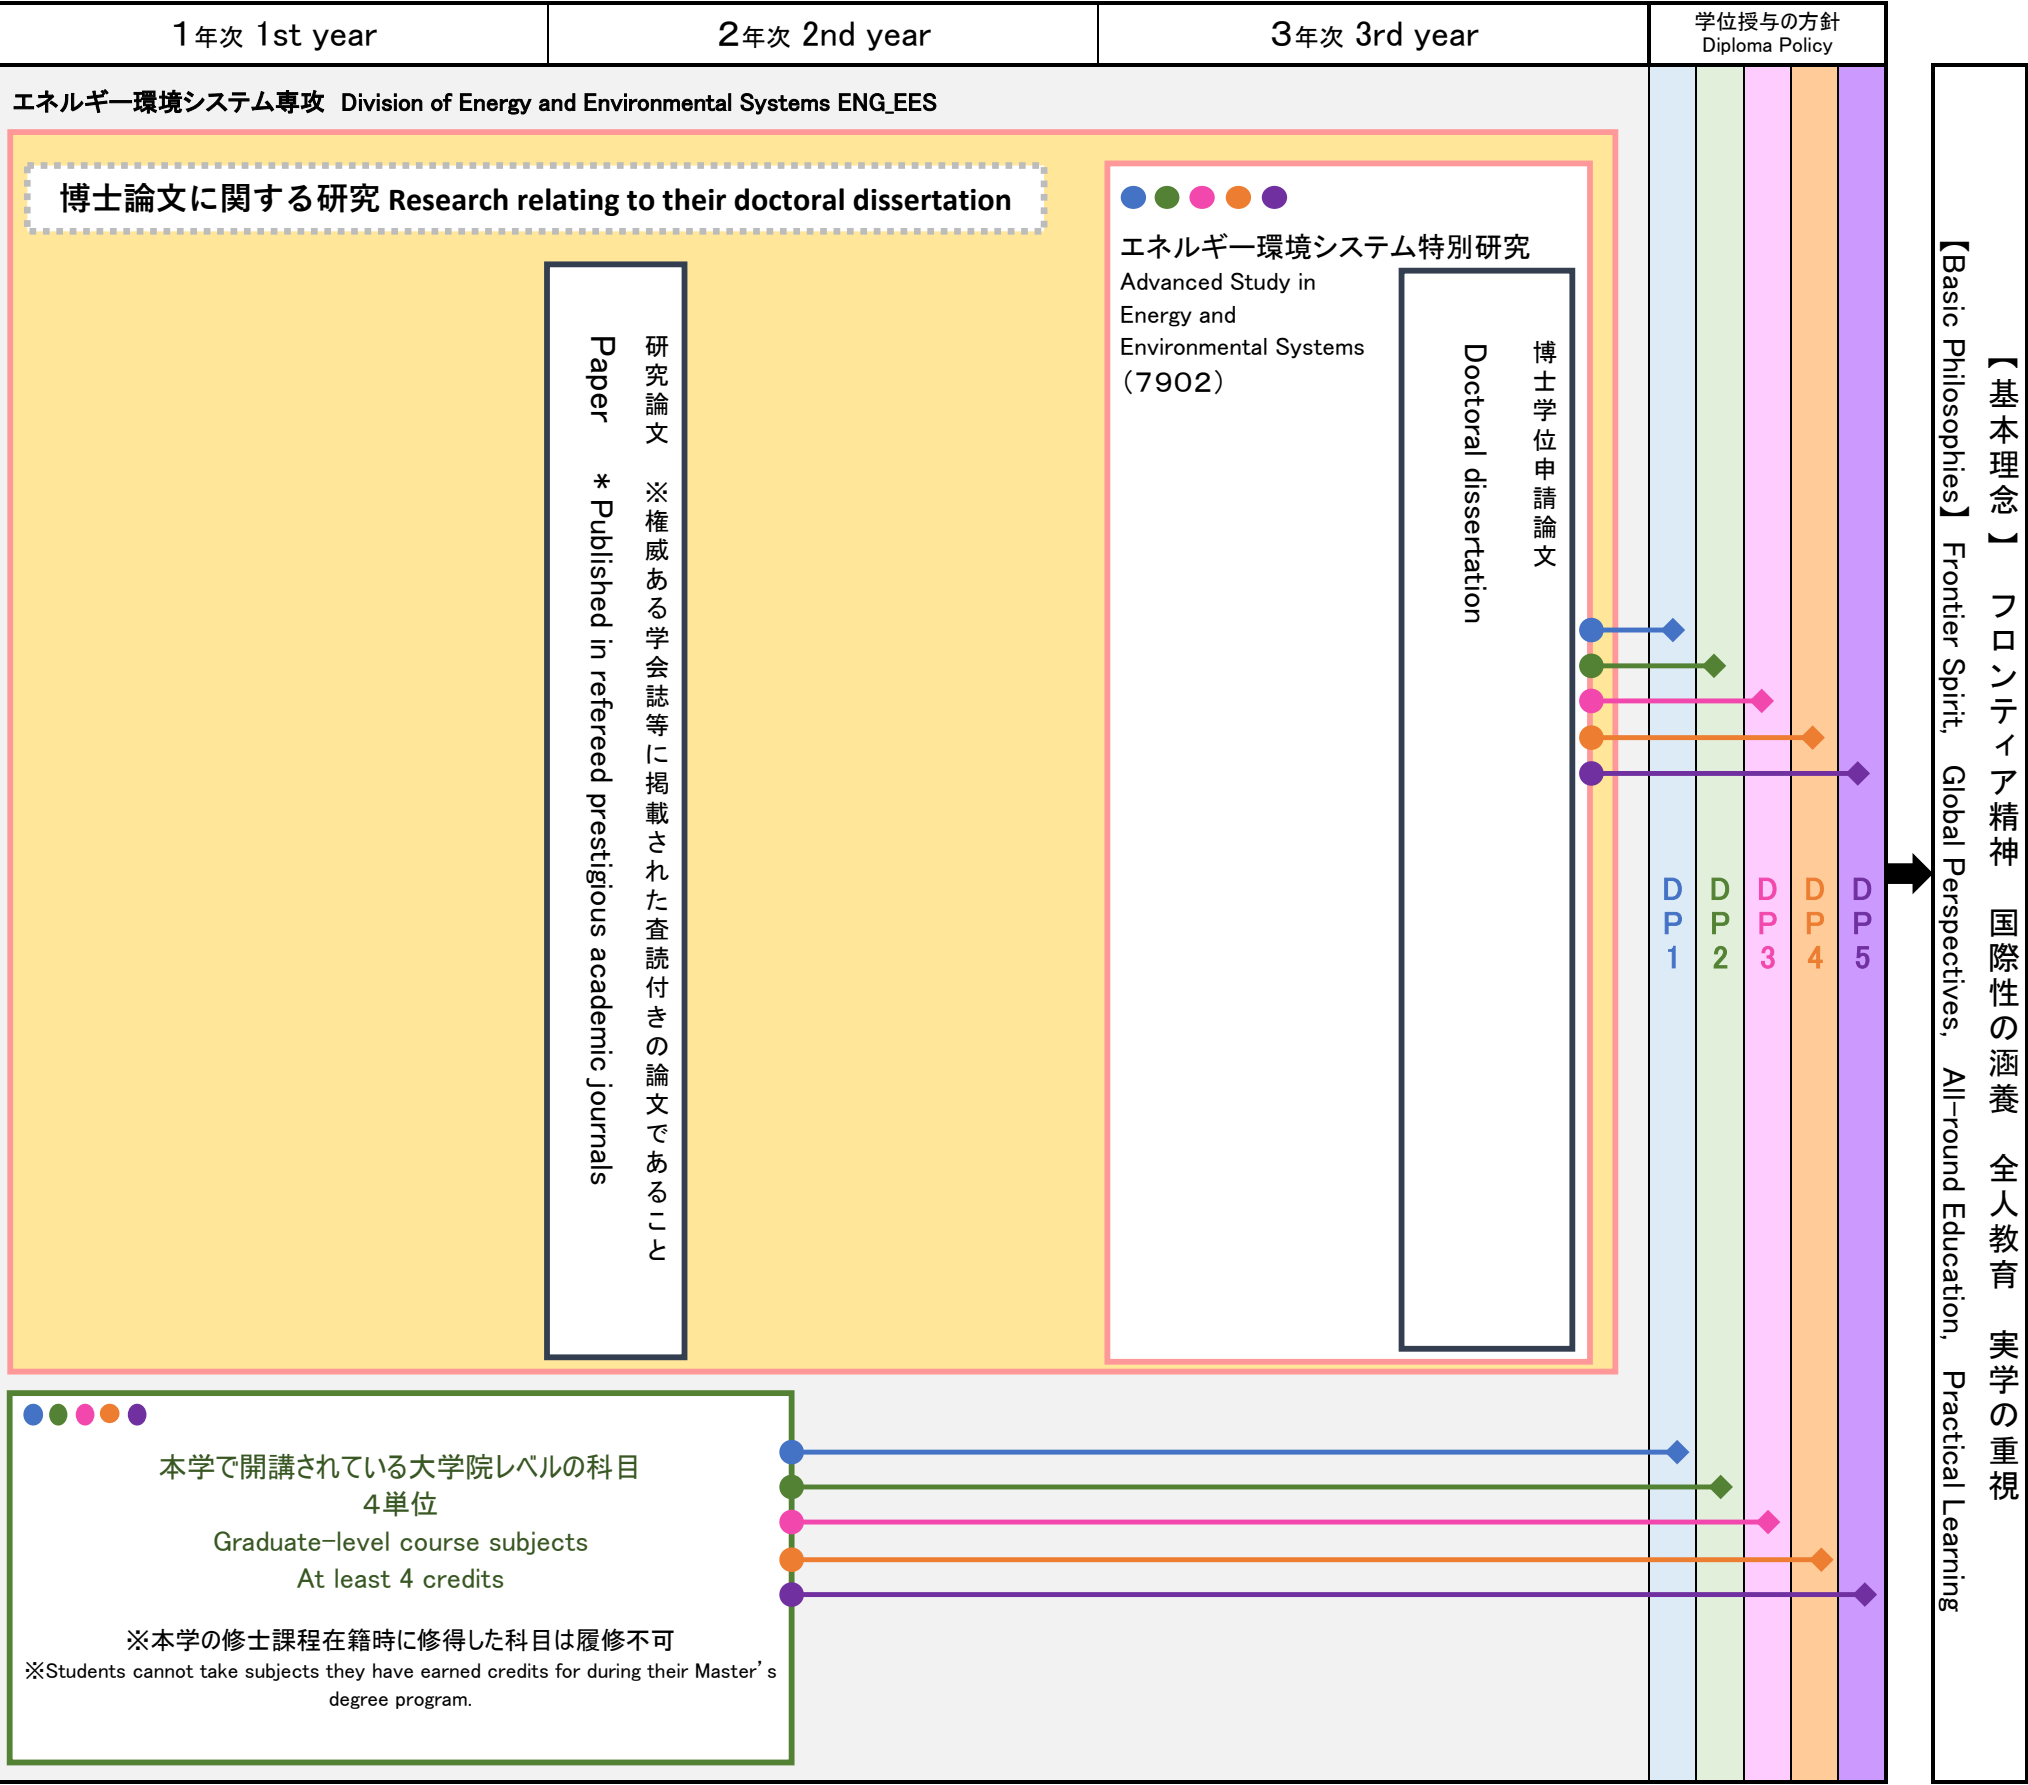 １年次 1st year
２年次 2nd year
３年次 3rd year
学位授与の方針
Diploma Policy
エネルギー環境システム専攻 Division of Energy and Environmental Systems ENG_EES
博士論文に関する研究 Research relating to their doctoral dissertation
研究論文　※権威ある学会誌等に掲載された査読付きの論文であること
Paper　＊Published in refereed prestigious academic journals
エネルギー環境システム特別研究
Advanced Study in
Energy and
Environmental Systems
（7902）
博士学位申請論文
Doctoral dissertation
DP1
DP2
DP3
DP4
DP5
本学で開講されている大学院レベルの科目
４単位
Graduate-level course subjects
At least 4 credits
※本学の修士課程在籍時に修得した科目は履修不可
※Students cannot take subjects they have earned credits for during their Master’s
degree program.
【基本理念】　フロンティア精神　国際性の涵養　全人教育　実学の重視
【Basic Philosophies】 Frontier Spirit,　Global Perspectives,　All-round Education,　Practical Learning